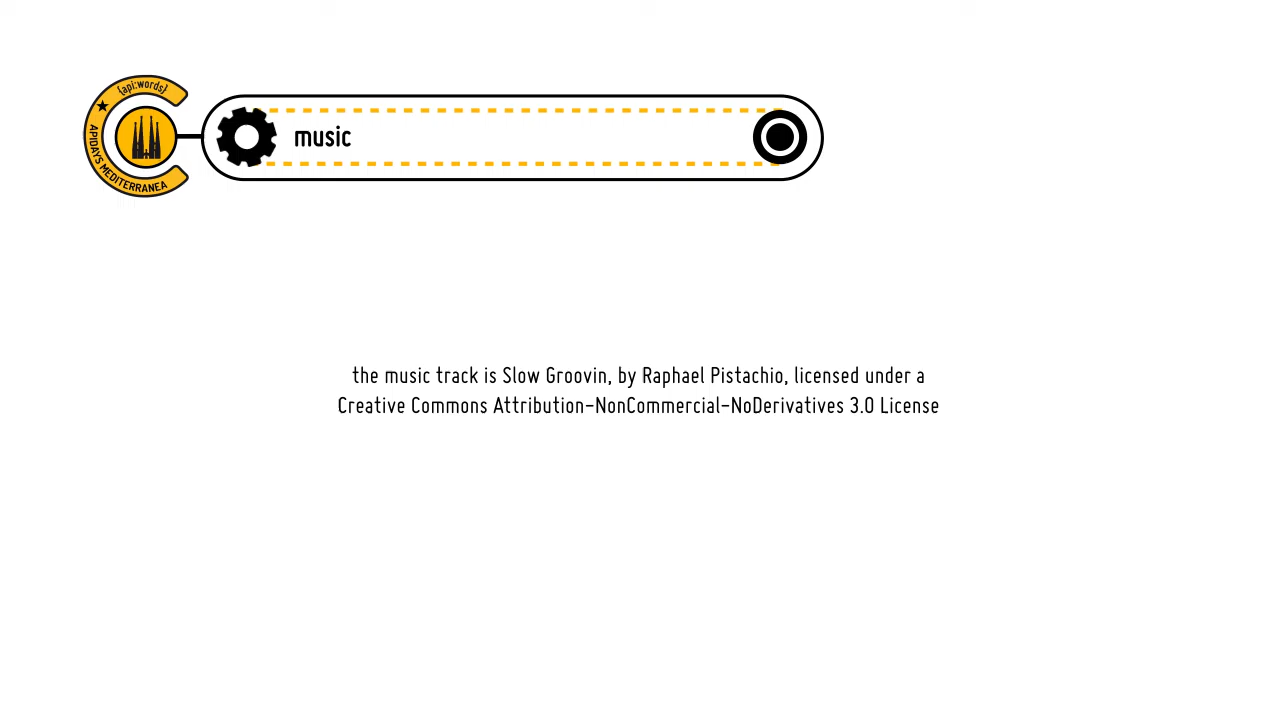 {api:words}
APIDAYS MEDITERRANEA
music
the music track is Slow Groovin, by Raphael Pistachio, licensed under a
Creative Commons Attribution-NonCommercial-NoDerivatives 3.0 License